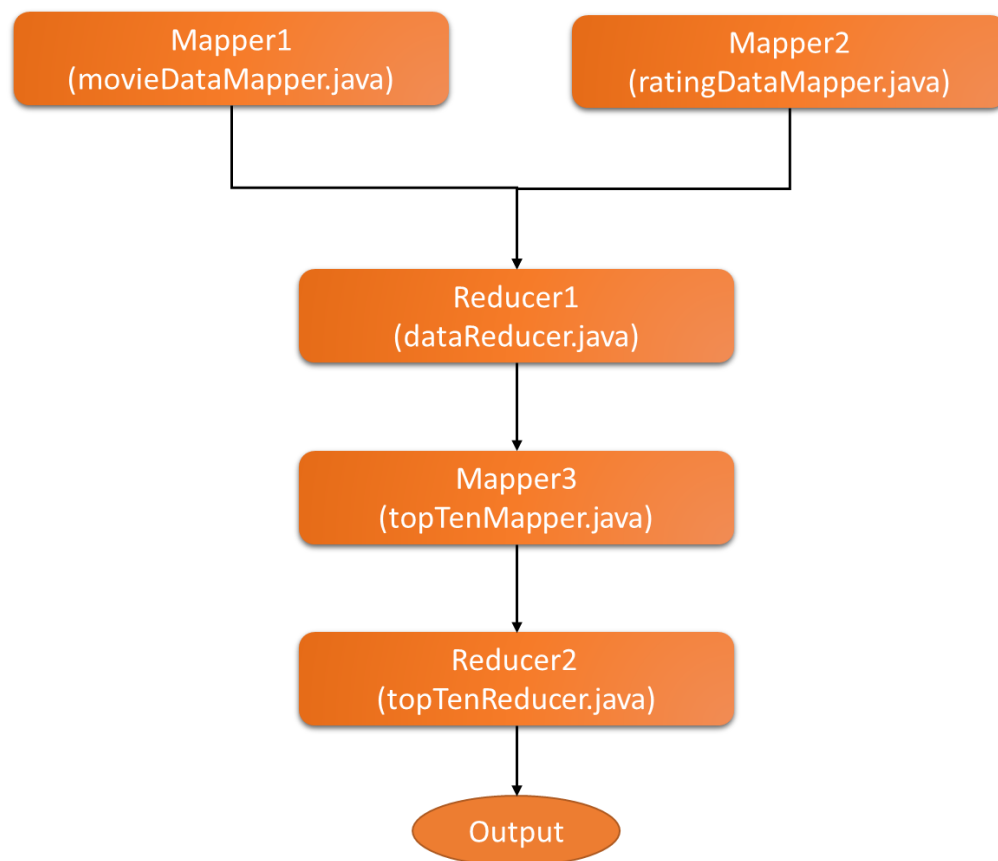 Mapper1
(movieDataMapper.java)
Mapper2
(ratingDataMapper.java)
Reducer1
(dataReducer.java)
Mapper3
(topTenMapper.java)
Reducer2
(topTenReducer.java)
Output